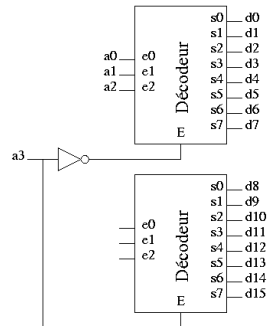 s0 d0
s1 d1
a0 e0 s2 d2
a1 e1 s3 d3
a2 e2 s4 d4
s5 d5
s6 d6
s7 d7
Décodeur
E
a3
s0 d8
s1 d9
e0 s2 d10
e1 s3 d11
e2 s4 d12
s5 d13
s6 d14
s7 d15
Décodeur
E